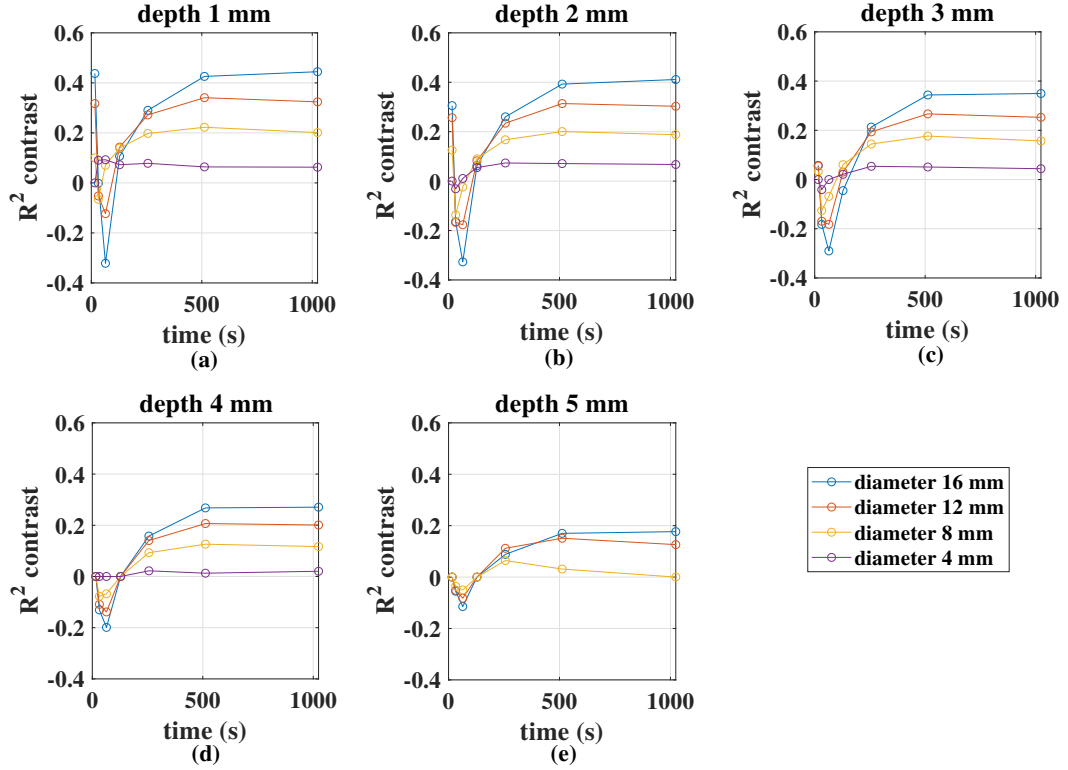 depth 1 mm
0.6
0.4
0.2
0
-0.2
-0.4
R² contrast
0 500 1000
time (s)
(a)
depth 2 mm
0.6
0.4
0.2
0
-0.2
-0.4
R² contrast
0 500 1000
time (s)
(b)
depth 3 mm
0.6
0.4
0.2
0
-0.2
-0.4
R² contrast
0 500 1000
time (s)
(c)
depth 4 mm
0.6
0.4
0.2
0
-0.2
-0.4
R² contrast
0 500 1000
time (s)
(d)
depth 5 mm
0.6
0.4
0.2
0
-0.2
-0.4
R² contrast
0 500 1000
time (s)
(e)
diameter 16 mm
diameter 12 mm
diameter 8 mm
diameter 4 mm